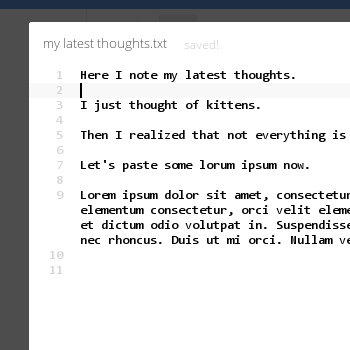 my latest thoughts.txt saved!
1 Here I note my latest thoughts.
2
3 I just thought of kittens.
4
5 Then I realized that not everything is
6
7 Let's paste some lorum ipsum now.
8
9 Lorem ipsum dolor sit amet, consectetur
elementum consectetur, orci velit eleme
et dictum odio volutpat in. Suspendisse
nec rhoncus. Duis ut mi orci. Nullam ve
10
11